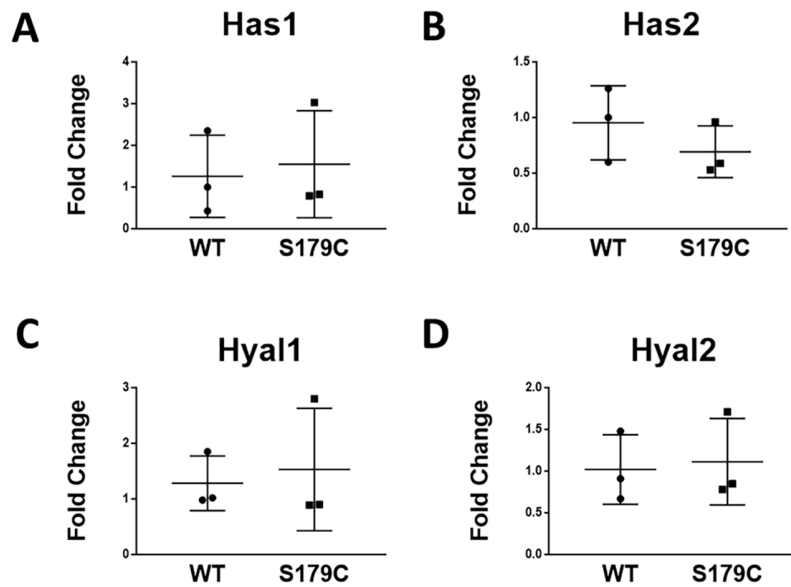 A
Has1
Fold Change
4
3
2
1
0
WT
S179C
B
Has2
Fold Change
1.5
1.0
0.5
0.0
WT
S179C
C
Hyal1
Fold Change
3
2
1
0
WT
S179C
D
Hyal2
Fold Change
2.0
1.5
1.0
0.5
0.0
WT
S179C